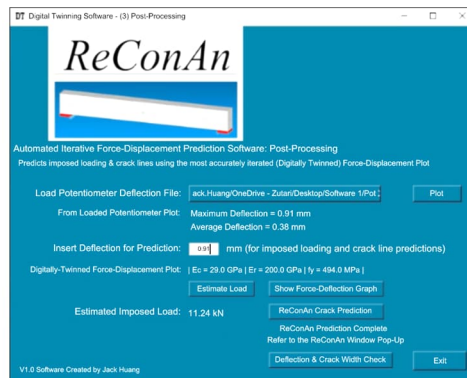 DT Digital Twinning Software - (3) Post-Processing
ReConAn
Automated Iterative Force-Displacement Prediction Software: Post-Processing
Predicts imposed loading & crack lines using the most accurately iterated (Digitally Twinned) Force-Displacement Plot
Load Potentiometer Deflection File: ack.Huang/OneDrive - Zutari/Desktop/Software 1/Pot Plot
From Loaded Potentiometer Plot: Maximum Deflection = 0.91 mm
Average Deflection = 0.38 mm
Insert Deflection for Prediction: 0.91 mm (for imposed loading and crack line predictions)
Digitally-Twinned Force-Displacement Plot: | Ec = 29.0 GPa | Er = 200.0 GPa | fy = 494.0 MPa |
Estimate Load Show Force-Deflection Graph
Estimated Imposed Load: 11.24 kN ReConAn Crack Prediction
ReConAn Prediction Complete
Refer to the ReConAn Window Pop-Up
Deflection & Crack Width Check Exit
V1.0 Software Created by Jack Huang